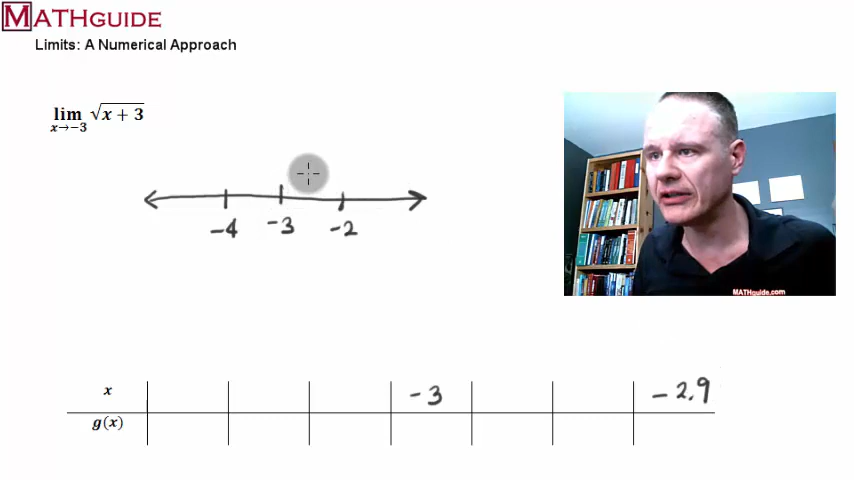 MATHGUIDE
Limits: A Numerical Approach
lim √x + 3
x→−3
-4 -3 -2
MATHguide.com
x -3 -2.9
g(x)